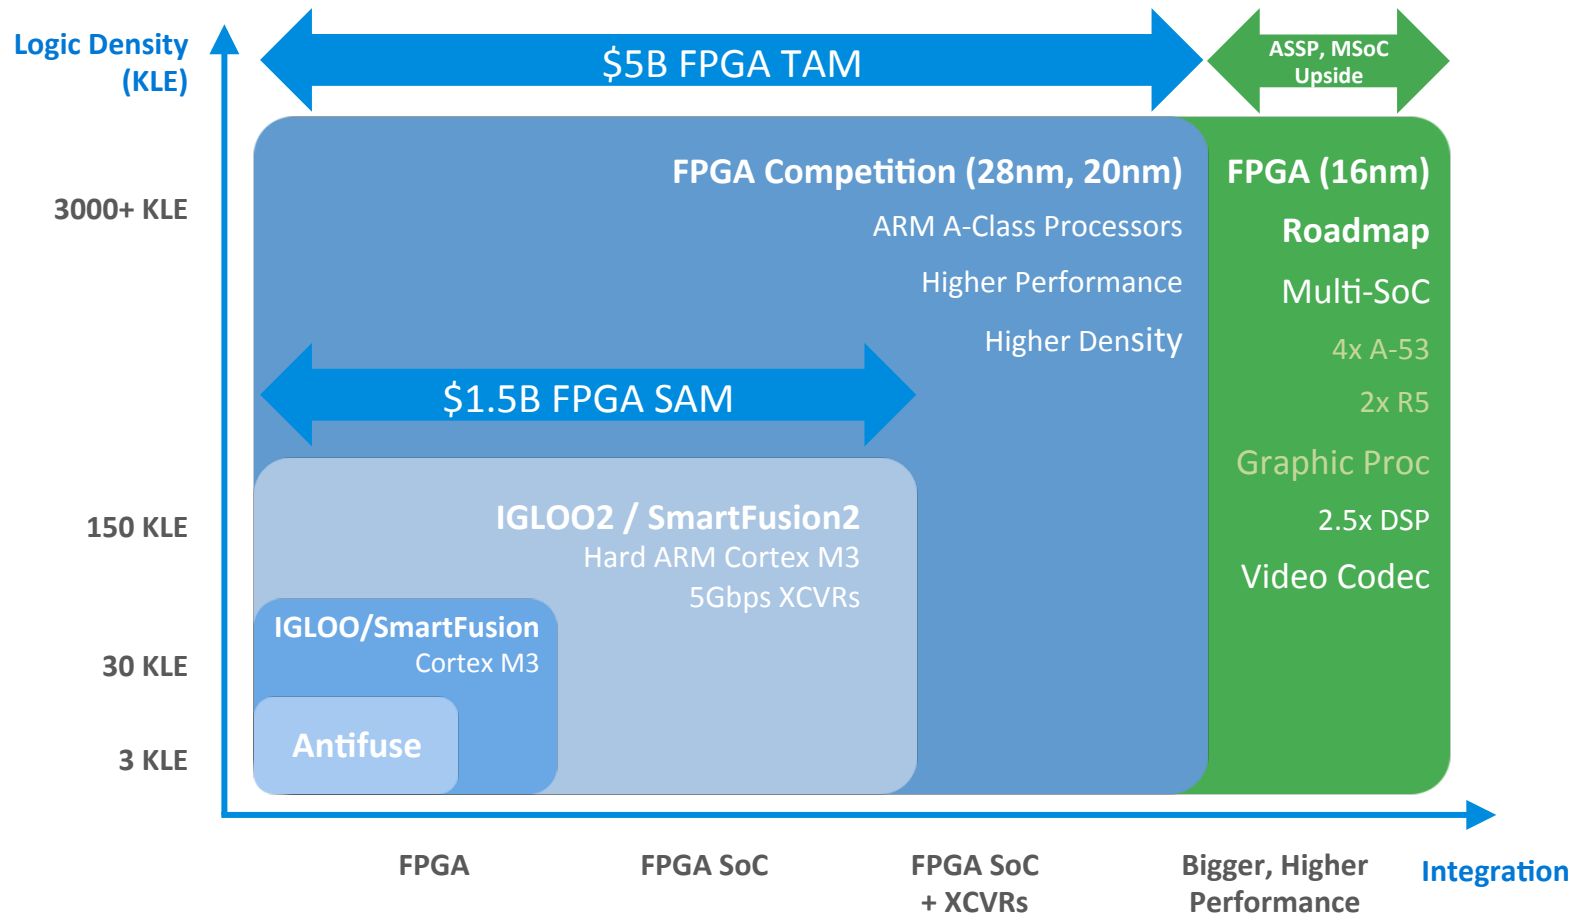 Logic Density
(KLE)
$5B FPGA TAM
ASSP, MSoC
Upside
3000+ KLE
150 KLE
30 KLE
3 KLE
FPGA Competition (28nm, 20nm)
ARM A-Class Processors
Higher Performance
Higher Density
FPGA (16nm)
Roadmap
Multi-SoC
4x A-53
2x R5
Graphic Proc
2.5x DSP
Video Codec
$1.5B FPGA SAM
IGLOO2 / SmartFusion2
Hard ARM Cortex M3
5Gbps XCVRs
IGLOO/SmartFusion
Cortex M3
Antifuse
FPGA
FPGA SoC
FPGA SoC
+ XCVRs
Bigger, Higher
Performance
Integration